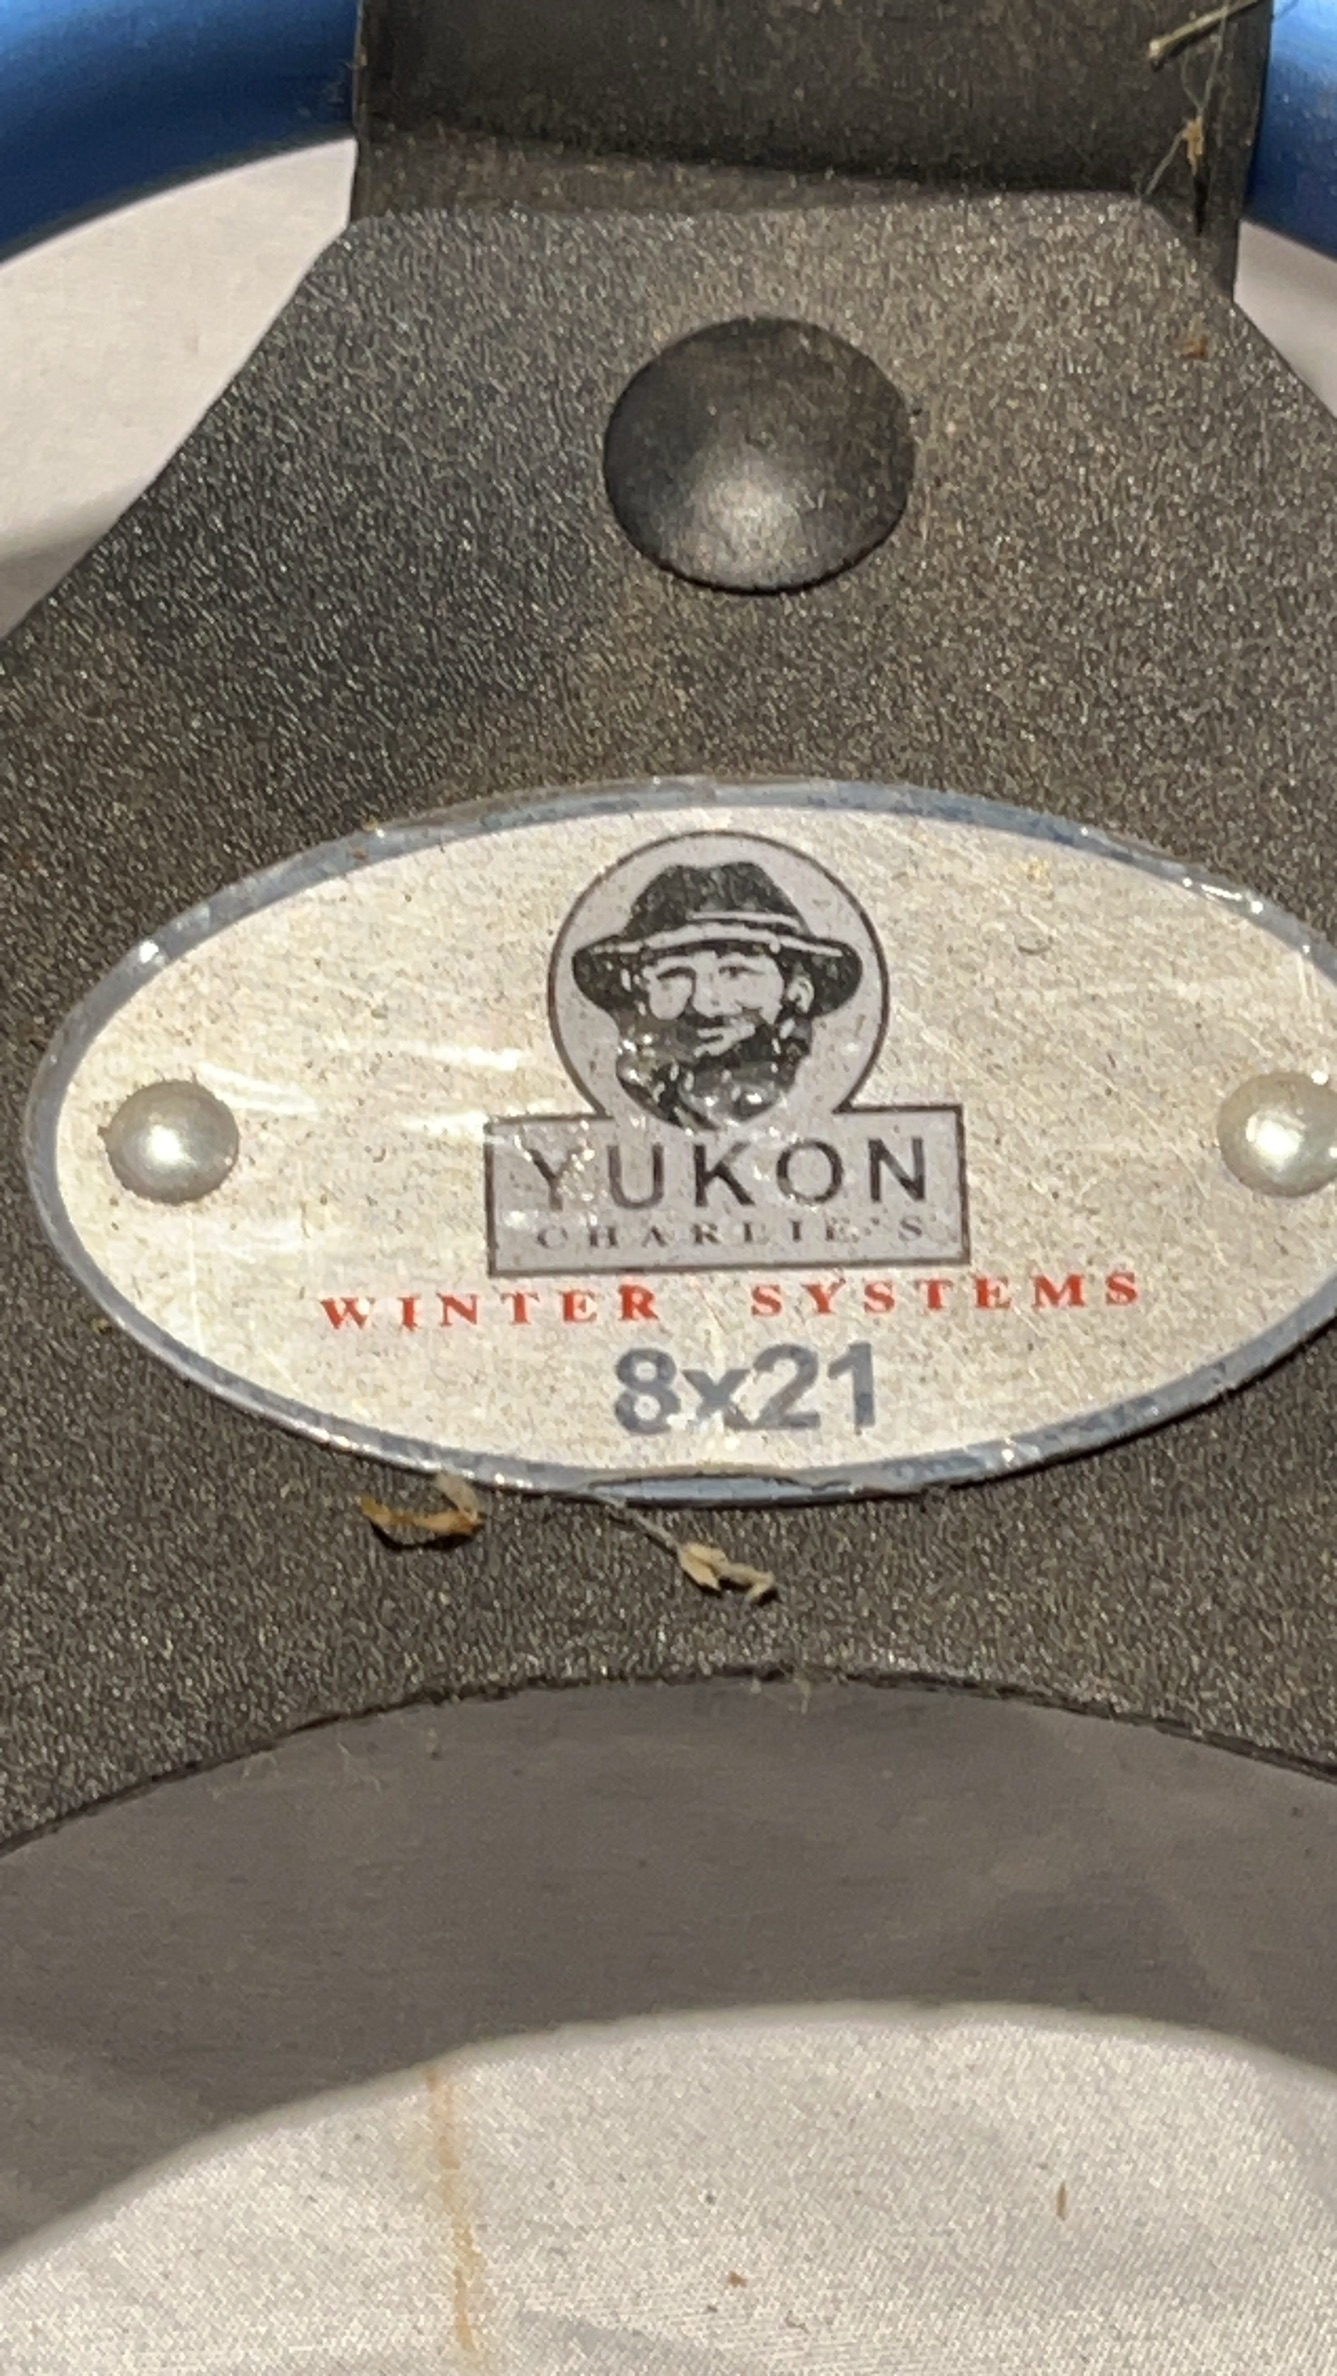 YUKON
CHARLIE'S
WINTER SYSTEMS
8x21